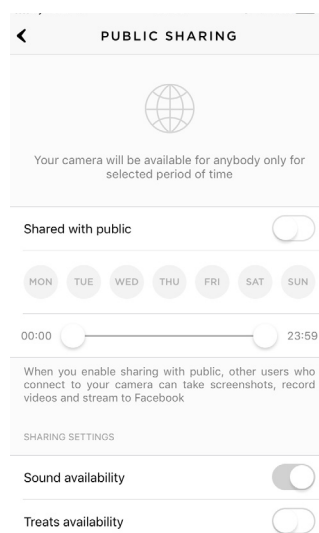 PUBLIC SHARING
Your camera will be available for anybody only for
selected period of time
Shared with public
MON TUE WED THU FRI SAT SUN
00:00 23:59
When you enable sharing with public, other users who
connect to your camera can take screenshots, record
videos and stream to Facebook
SHARING SETTINGS
Sound availability
Treats availability